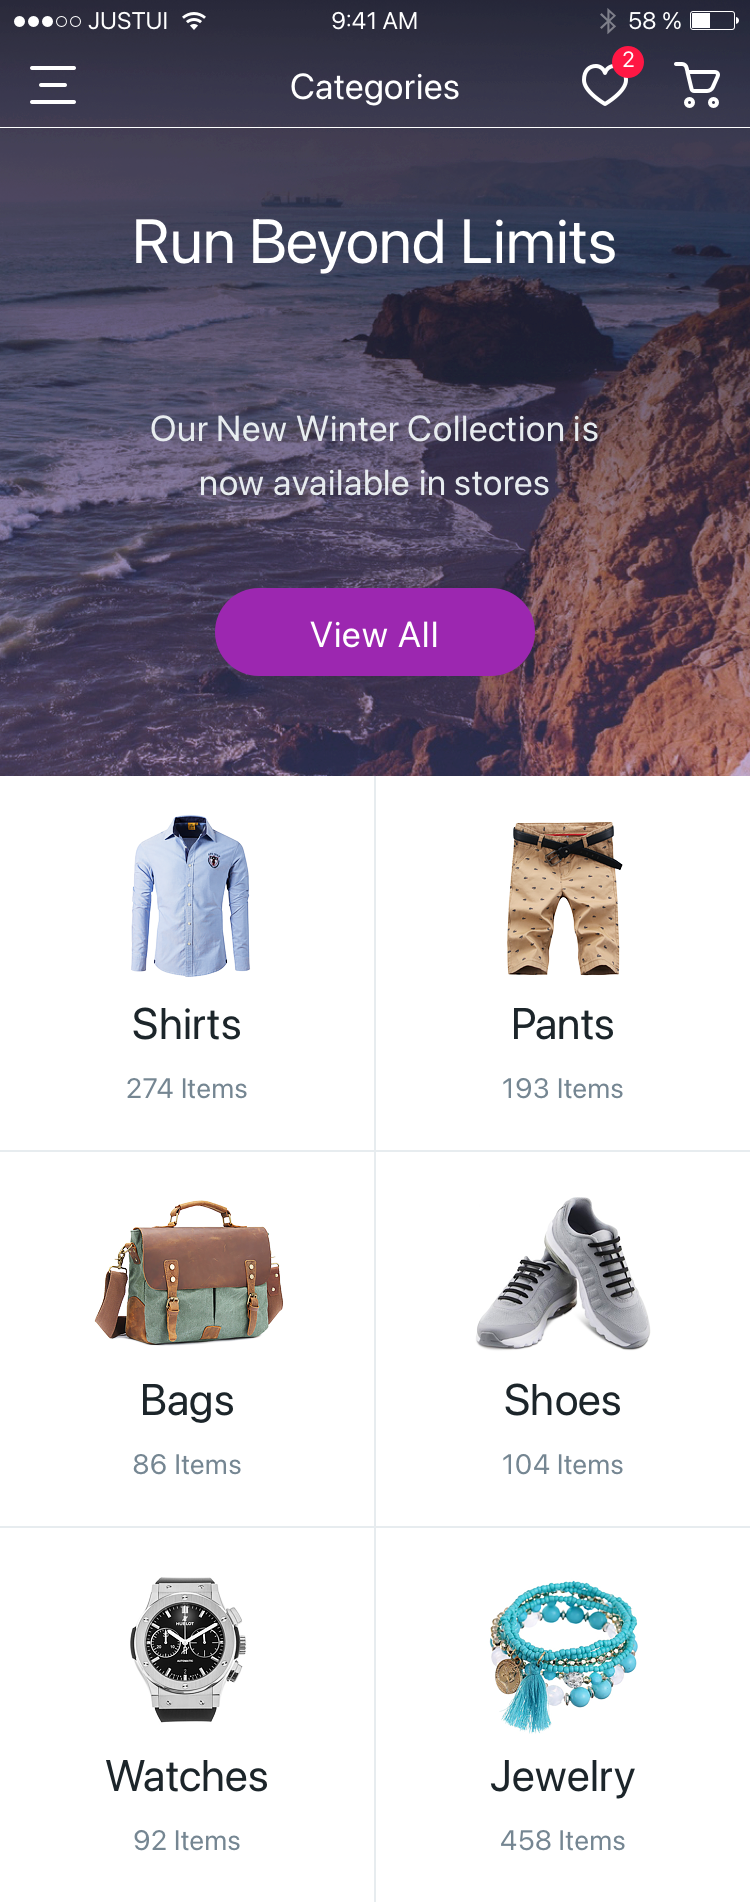 JUSTUI 9:41 AM 58 %
Categories 2
Run Beyond Limits
Our New Winter Collection is
now available in stores
View All
Shirts Pants
274 Items 193 Items
Bags Shoes
86 Items 104 Items
HUBLOT
Watches Jewelry
92 Items 458 Items